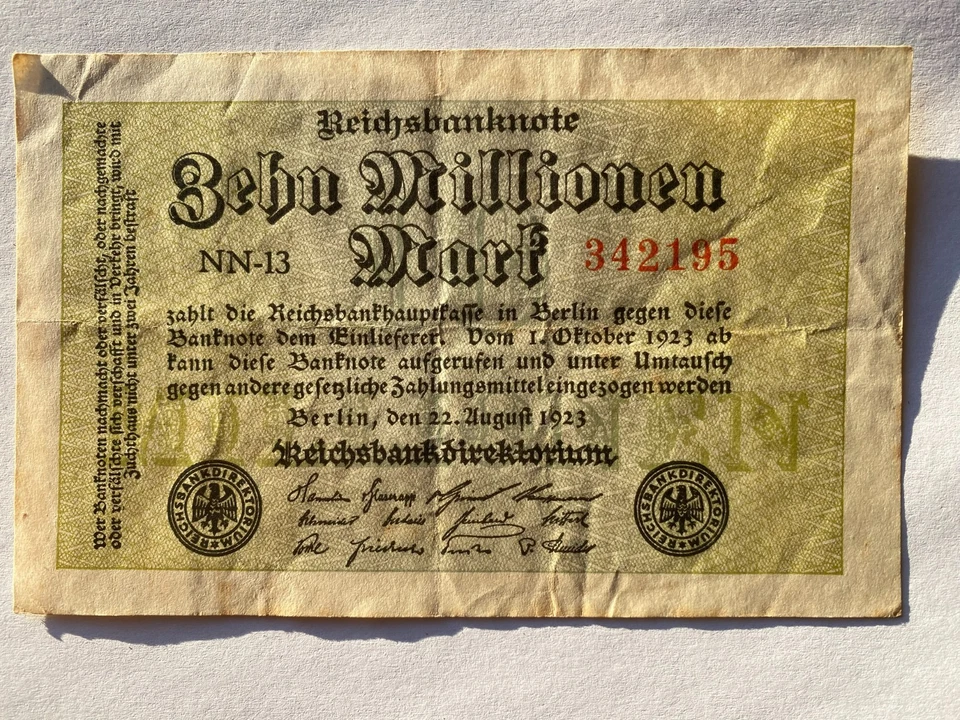 Reichsbanknote
Zehn Millionen
Mark
NN-13
342195
zahlt die Reichsbankhauptkasse in Berlin gegen diese
Banknote dem Einlieferer. Vom 1. Oktober 1923 ab
kann diese Banknote aufgerufen und unter Umtausch
gegen andere gesetzliche Zahlungsmittel eingezogen werden
Berlin, den 22. August 1923
Reichsbankdirektorium
REICHSBANKDIREKTORIUM
REICHSBANKDIREKTORIUM
Wer Banknoten nachmacht oder verfälscht, oder nachgemachte
oder verfälschte sich verschafft und in Verkehr bringt, wird mit
Zuchthaus nicht unter zwei Jahren bestraft